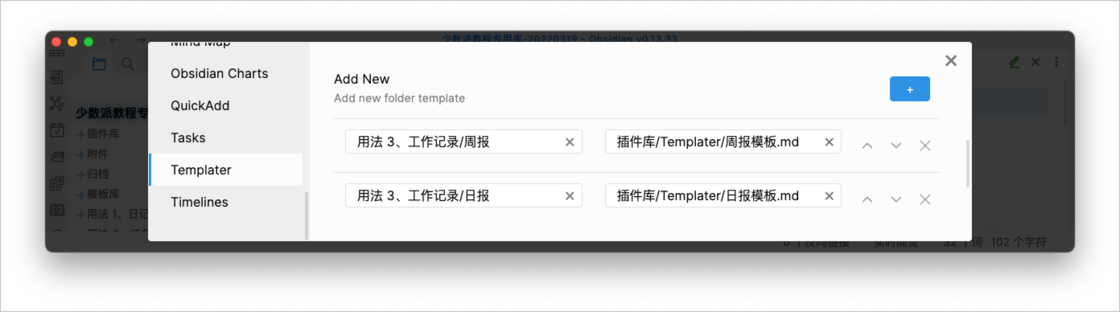 少数派教程专用库-20220319 - Obsidian v0.13.33
Mind Map
Obsidian Charts
QuickAdd
Tasks
Templater
Timelines
Add New
Add new folder template
+
用法 3、工作记录/周报
插件库/Templater/周报模板.md
用法 3、工作记录/日报
插件库/Templater/日报模板.md
少数派教程专
插件库
附件
归档
模板库
用法 1、日记
0 个反向链接
实时阅览
32 个词
102 个字符